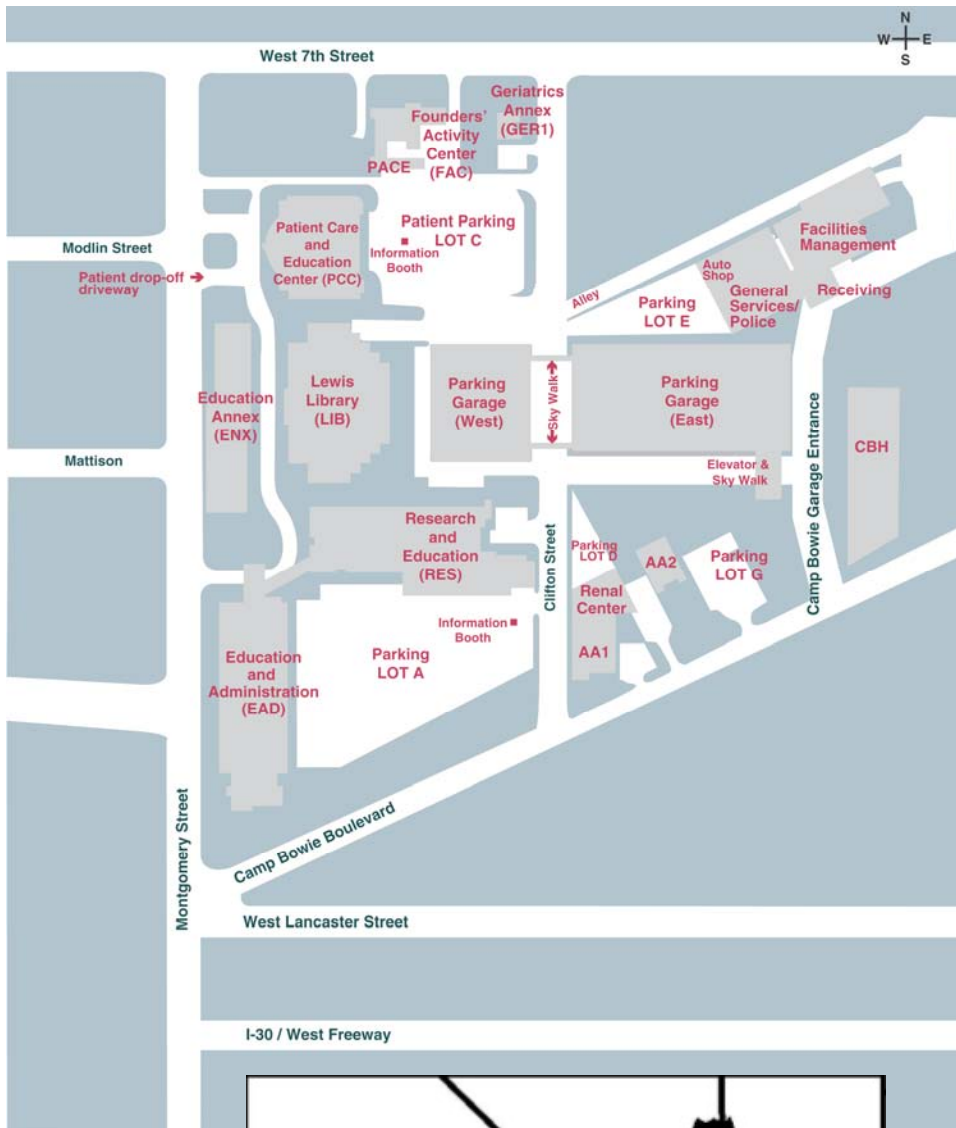 N
W
E
S
West 7th Street
Geriatrics
Annex
(GER1)
Founders'
Activity
Center
(FAC)
PACE
Patient Care
and
Education
Center (PCC)
Patient Parking
LOT C
Information
Booth
Modlin Street
Patient drop-off
driveway
Facilities
Management
Auto
Shop
General
Services/
Police
Receiving
Alley
Parking
LOT E
Education
Annex
(ENX)
Lewis
Library
(LIB)
Parking
Garage
(West)
Sky Walk
Parking
Garage
(East)
Camp Bowie Garage Entrance
CBH
Mattison
Elevator &
Sky Walk
Research
and
Education
(RES)
Clifton Street
Parking
LOT D
AA2
Parking
LOT G
Renal
Center
AA1
Information
Booth
Parking
LOT A
Education
and
Administration
(EAD)
Montgomery Street
Camp Bowie Boulevard
West Lancaster Street
I-30 / West Freeway